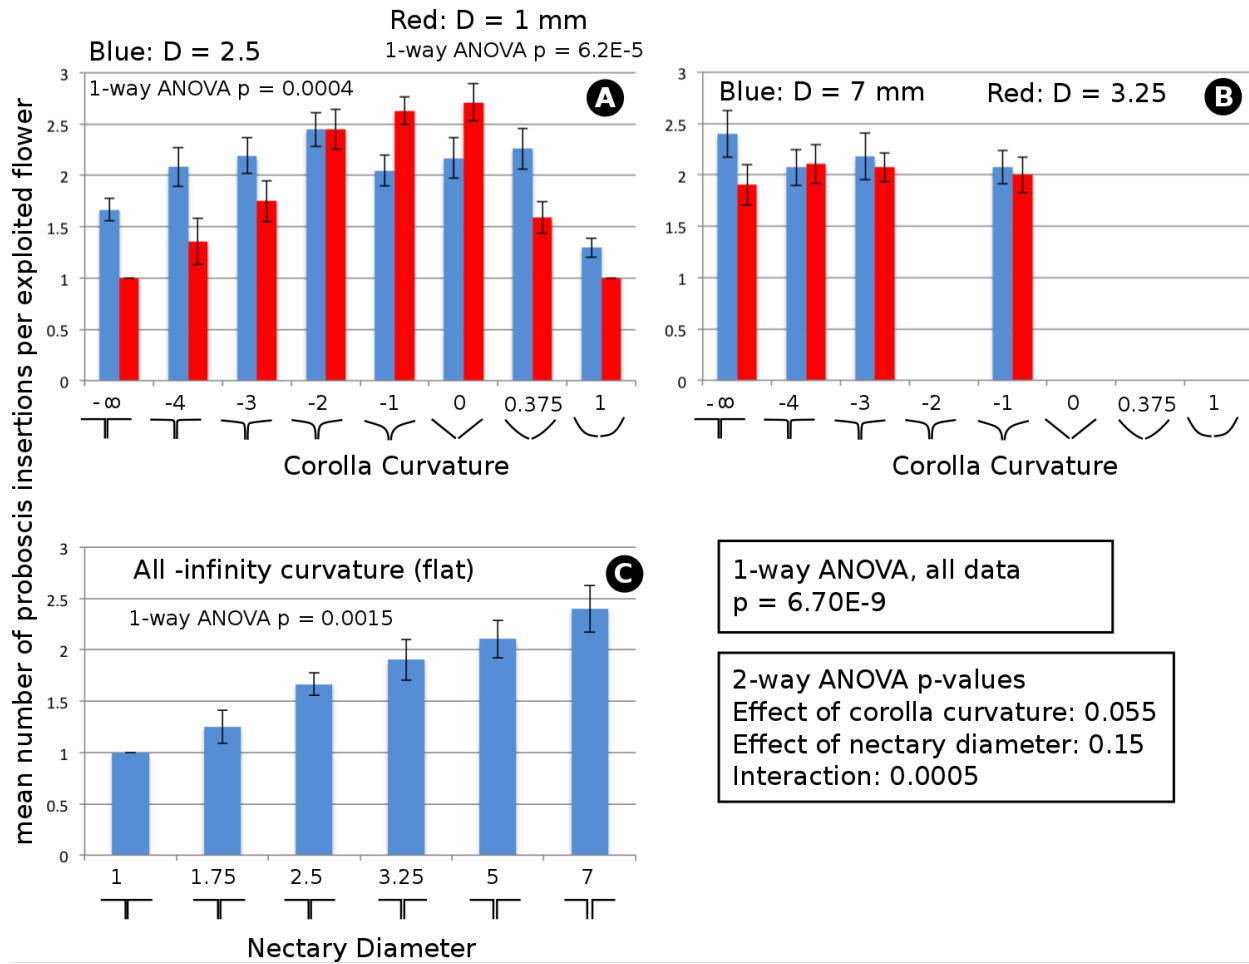 mean number of proboscis insertions per exploited flower
Red: D = 1 mm
Blue: D = 2.5
1-way ANOVA p = 6.2E-5
1-way ANOVA p = 0.0004
A
3
2.5
2
1.5
1
0.5
0
-∞ -4 -3 -2 -1 0 0.375 1
Corolla Curvature
Blue: D = 7 mm
Red: D = 3.25
B
3
2.5
2
1.5
1
0.5
0
-∞ -4 -3 -2 -1 0 0.375 1
Corolla Curvature
All -infinity curvature (flat)
C
1-way ANOVA p = 0.0015
3
2.5
2
1.5
1
0.5
0
1 1.75 2.5 3.25 5 7
Nectary Diameter
1-way ANOVA, all data
p = 6.70E-9
2-way ANOVA p-values
Effect of corolla curvature: 0.055
Effect of nectary diameter: 0.15
Interaction: 0.0005